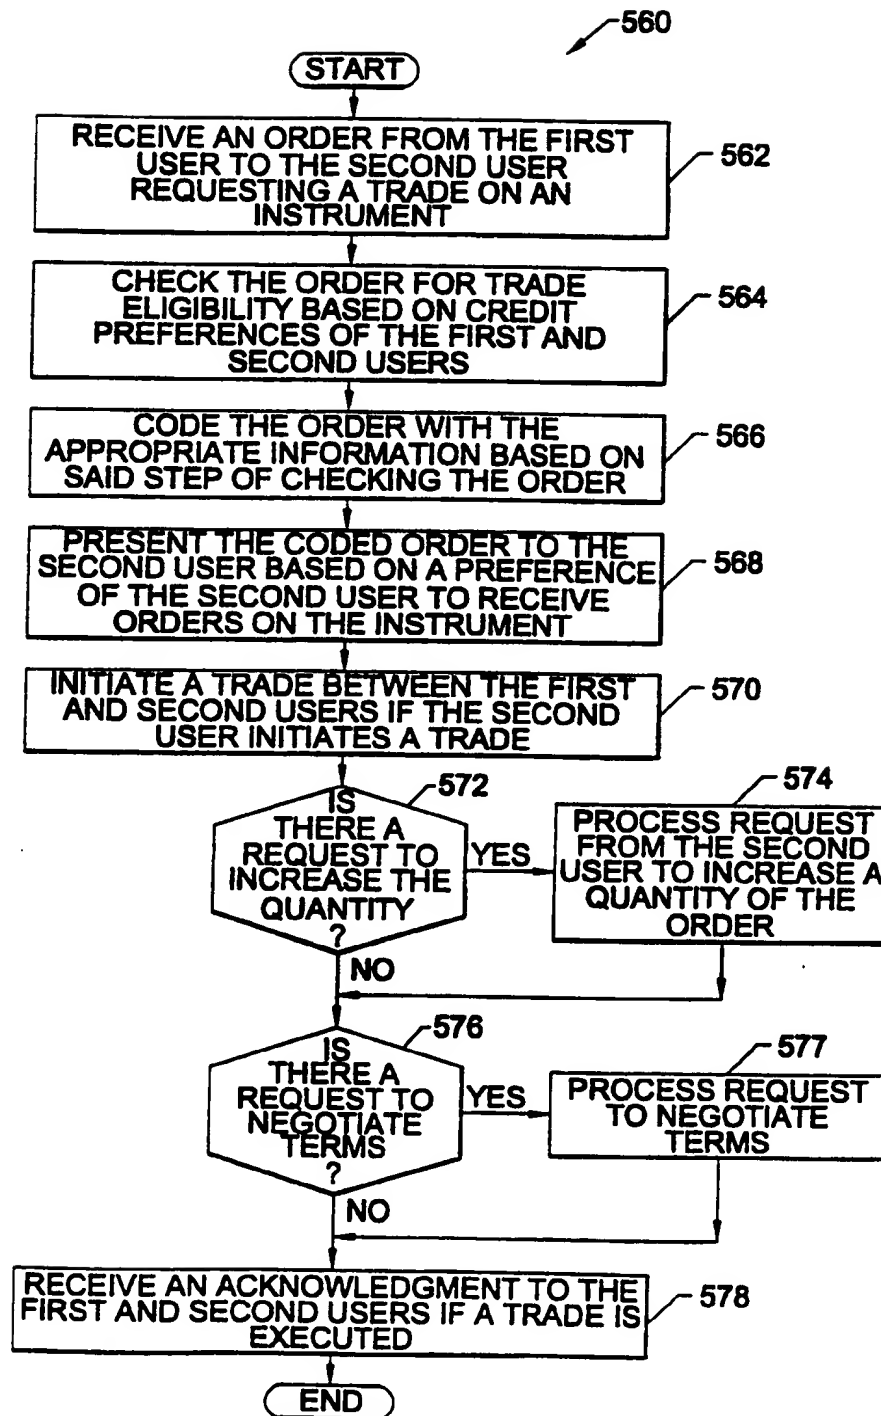 560
START
RECEIVE AN ORDER FROM THE FIRST
USER TO THE SECOND USER
REQUESTING A TRADE ON AN
INSTRUMENT
562
CHECK THE ORDER FOR TRADE
ELIGIBILITY BASED ON CREDIT
PREFERENCES OF THE FIRST AND
SECOND USERS
564
CODE THE ORDER WITH THE
APPROPRIATE INFORMATION BASED ON
SAID STEP OF CHECKING THE ORDER
566
PRESENT THE CODED ORDER TO THE
SECOND USER BASED ON A PREFERENCE
OF THE SECOND USER TO RECEIVE
ORDERS ON THE INSTRUMENT
568
INITIATE A TRADE BETWEEN THE FIRST
AND SECOND USERS IF THE SECOND
USER INITIATES A TRADE
570
572
IS
THERE A
REQUEST TO
INCREASE THE
QUANTITY
?
YES
574
PROCESS REQUEST
FROM THE SECOND
USER TO INCREASE A
QUANTITY OF THE
ORDER
NO
576
IS
THERE A
REQUEST TO
NEGOTIATE
TERMS
?
YES
577
PROCESS REQUEST
TO NEGOTIATE
TERMS
NO
RECEIVE AN ACKNOWLEDGMENT TO THE
FIRST AND SECOND USERS IF A TRADE IS
EXECUTED
578
END